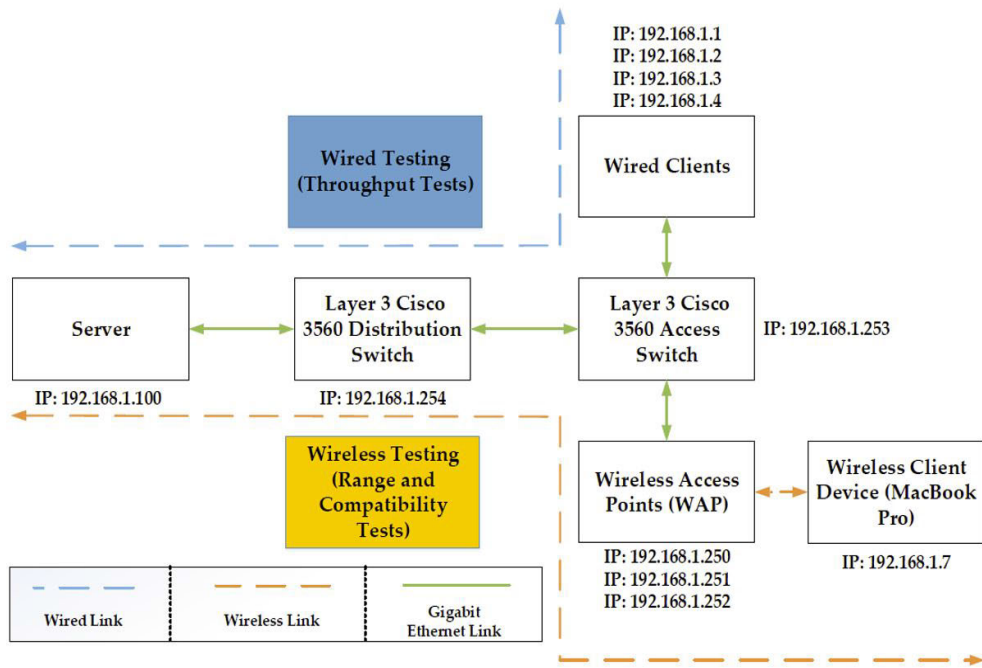 IP: 192.168.1.1
IP: 192.168.1.2
IP: 192.168.1.3
IP: 192.168.1.4
Wired Testing
(Throughput Tests)
Wired Clients
Server
Layer 3 Cisco
3560 Distribution
Switch
Layer 3 Cisco
3560 Access
Switch
IP: 192.168.1.253
IP: 192.168.1.100
IP: 192.168.1.254
Wireless Testing
(Range and
Compatibility
Tests)
Wireless Access
Points (WAP)
Wireless Client
Device (MacBook
Pro)
IP: 192.168.1.250
IP: 192.168.1.251
IP: 192.168.1.252
IP: 192.168.1.7
Wired Link
Wireless Link
Gigabit
Ethernet Link